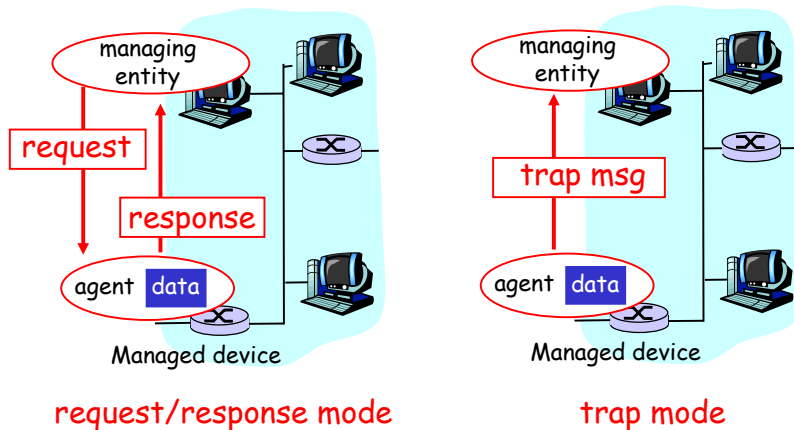 managing
entity
request
response
agent data
Managed device
request/response mode
managing
entity
trap msg
agent data
Managed device
trap mode